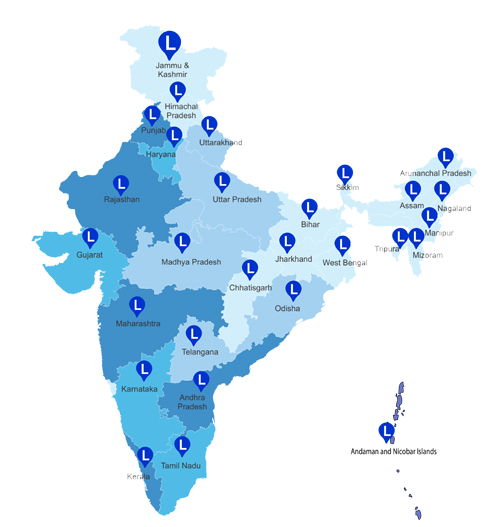 L
Jammu &
Kashmir
L
Himachal
Pradesh
L
Punjab
L
Haryana
L
Uttarakhand
L
Rajasthan
L
Uttar Pradesh
L
Sikkim
L
Arunanchal Pradesh
L
Assam
L
Nagaland
L
Bihar
L
Manipur
L
Gujarat
L
Madhya Pradesh
L
Jharkhand
L
West Bengal
L
Tripura
L
Mizoram
L
Chhatisgarh
L
Odisha
L
Maharashtra
L
Telangana
L
Karnataka
L
Andhra
Pradesh
L
Kerala
L
Tamil Nadu
L
Andaman and Nicobar Islands